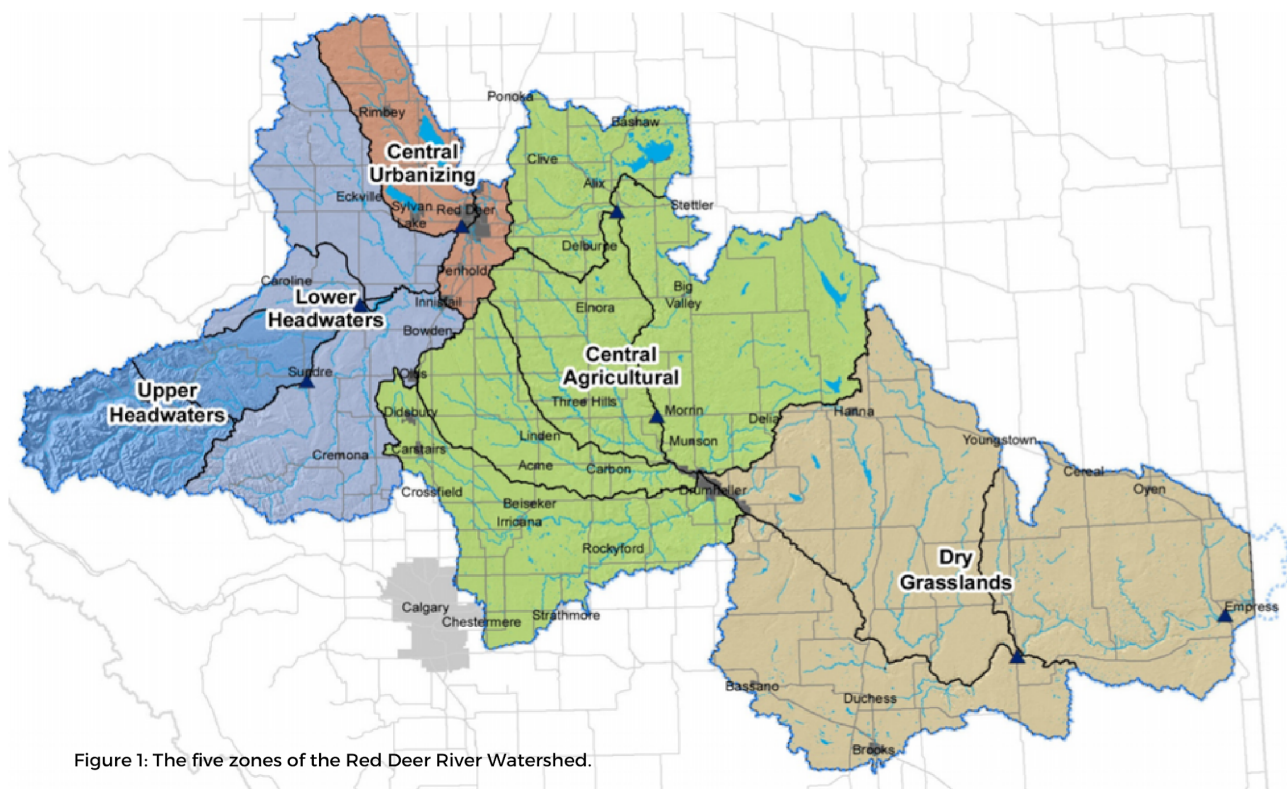 Ponoka
Rimbey
Bashaw
Central
Urbanizing
Clive
Alix
Eckville
Sylvan
Lake
Red Deer
Stettler
Delburne
Penhold
Caroline
Lower
Headwaters
Innisfail
Big
Valley
Elnora
Bowden
Central
Agricultural
Sundre
Olds
Upper
Headwaters
Three Hills
Didsbury
Morrin
Delia
Hanna
Linden
Munson
Youngstown
Carstairs
Cremona
Acme
Carbon
Cereal
Crossfield
Drumheller
Oyen
Beiseker
Irricana
Rockyford
Dry
Grasslands
Calgary
Chestermere
Strathmore
Empress
Bassano
Duchess
Brooks
Figure 1: The five zones of the Red Deer River Watershed.